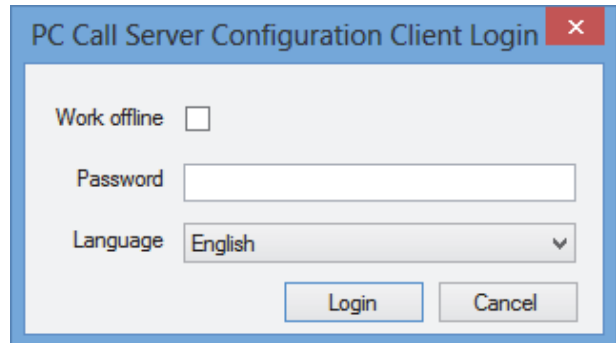 PC Call Server Configuration Client Login
Work offline
Password
Language English
Login Cancel